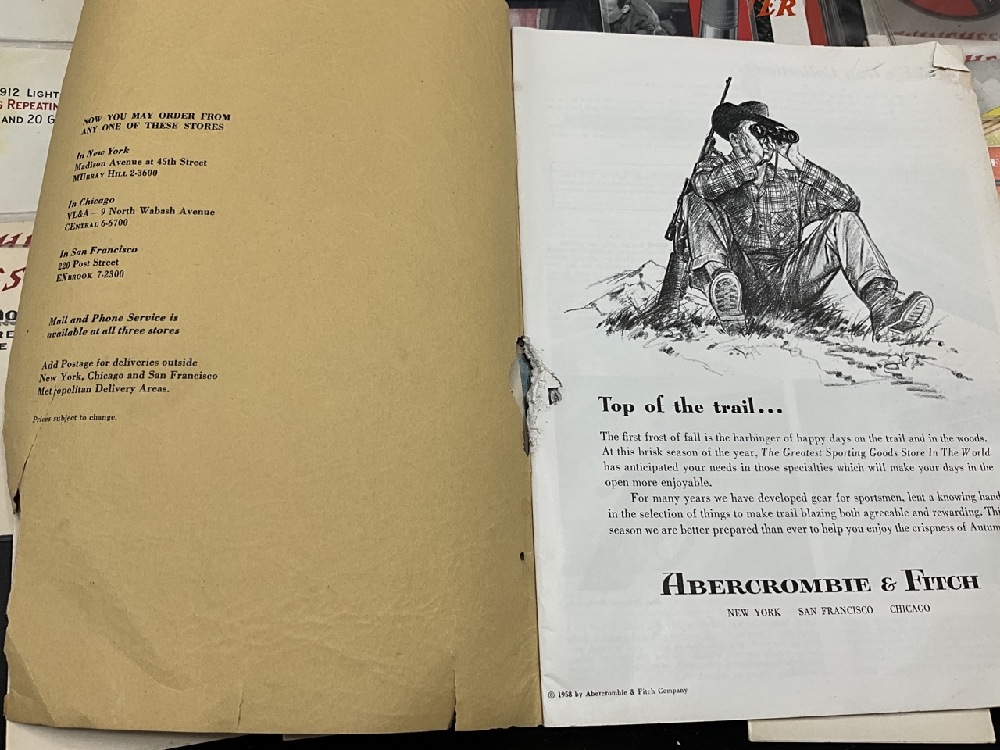 912 LIGHT
REPEATIN
AND 20 G
ER
NOW YOU MAY ORDER FROM
ANY ONE OF THESE STORES
In New York
Madison Avenue at 45th Street
MURRAY HILL 2-3600
In Chicago
VL&A – 9 North Wabash Avenue
CENTRAL 6-5700
In San Francisco
220 Post Street
EXBROOK 7-2300
Mail and Phone Service is
available at all three stores
Add Postage for deliveries outside
New York, Chicago and San Francisco
Metropolitan Delivery Areas.
Prices subject to change.
Top of the trail...
The first frost of fall is the harbinger of happy days on the trail and in the woods.
At this brisk season of the year, The Greatest Sporting Goods Store In The World
has anticipated your needs in those specialties which will make your days in the
open more enjoyable.
For many years we have developed gear for sportsmen, lent a knowing hand
in the selection of things to make trail blazing both agreeable and rewarding. Thi
season we are better prepared than ever to help you enjoy the crispness of Autum
ABERCROMBIE & FITCH
NEW YORK SAN FRANCISCO CHICAGO
© 1958 by Abercrombie & Fitch Company